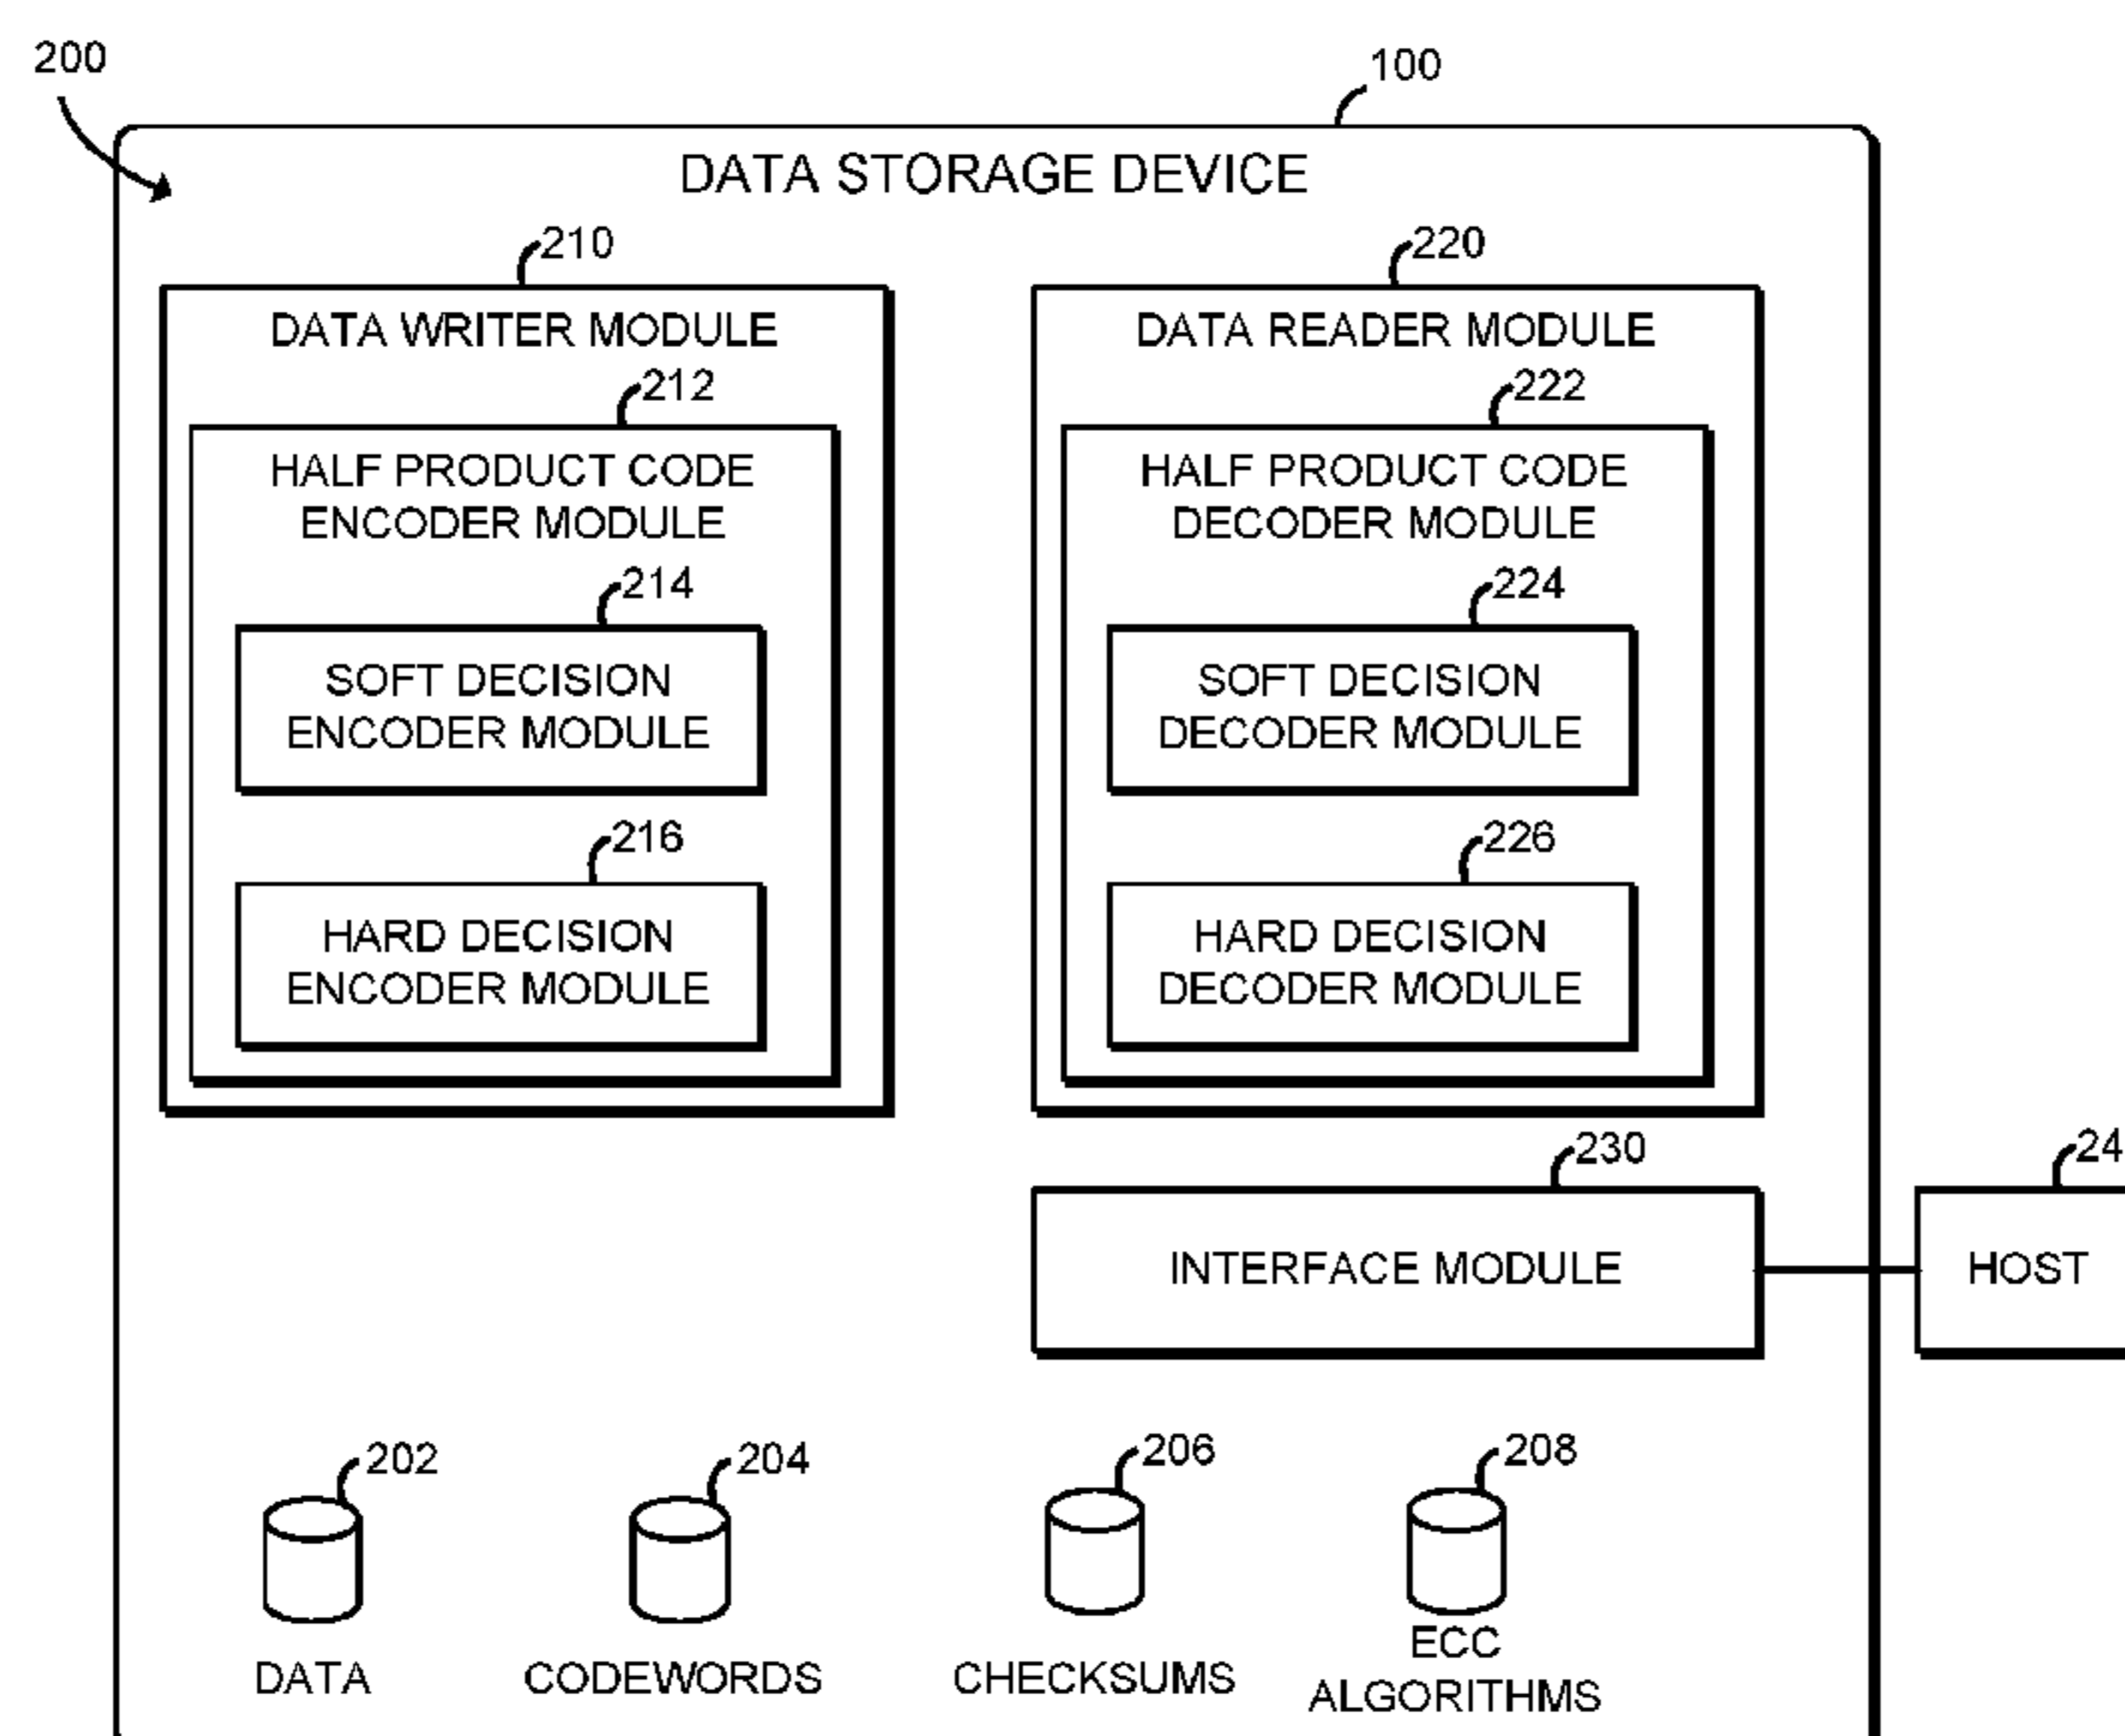 200
100
DATA STORAGE DEVICE
210
DATA WRITER MODULE
212
HALF PRODUCT CODE
ENCODER MODULE
214
SOFT DECISION
ENCODER MODULE
216
HARD DECISION
ENCODER MODULE
220
DATA READER MODULE
222
HALF PRODUCT CODE
DECODER MODULE
224
SOFT DECISION
DECODER MODULE
226
HARD DECISION
DECODER MODULE
230
INTERFACE MODULE
24
HOST
202
DATA
204
CODEWORDS
206
CHECKSUMS
208
ECC
ALGORITHMS